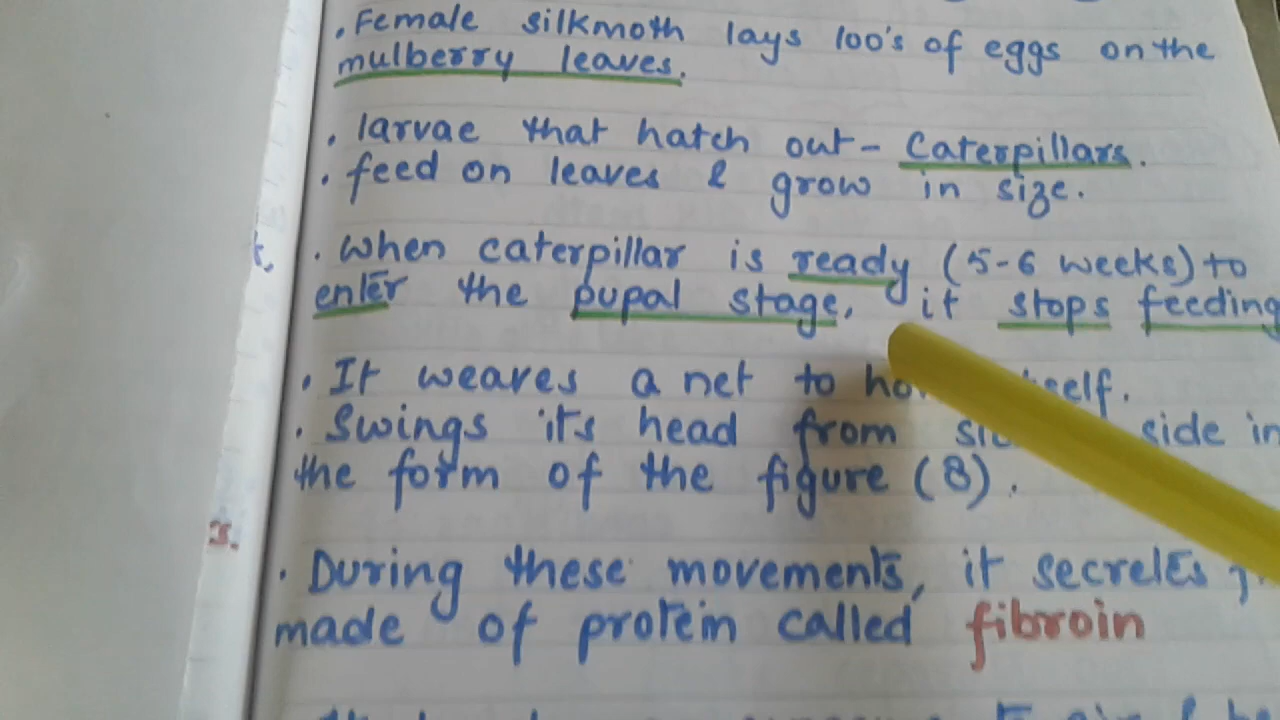 . Female silkmoth lays 100's of eggs on the
mulberry leaves.
. larvae that hatch out - Caterpillars.
. feed on leaves & grow in size.
. When caterpillar is ready (5-6 weeks) to
enter the pupal stage, it stops feeding
. It weaves a net to
. Swings it's head from side in
the form of the figure (8).
. During these movements, it secretes
made of protein called fibroin